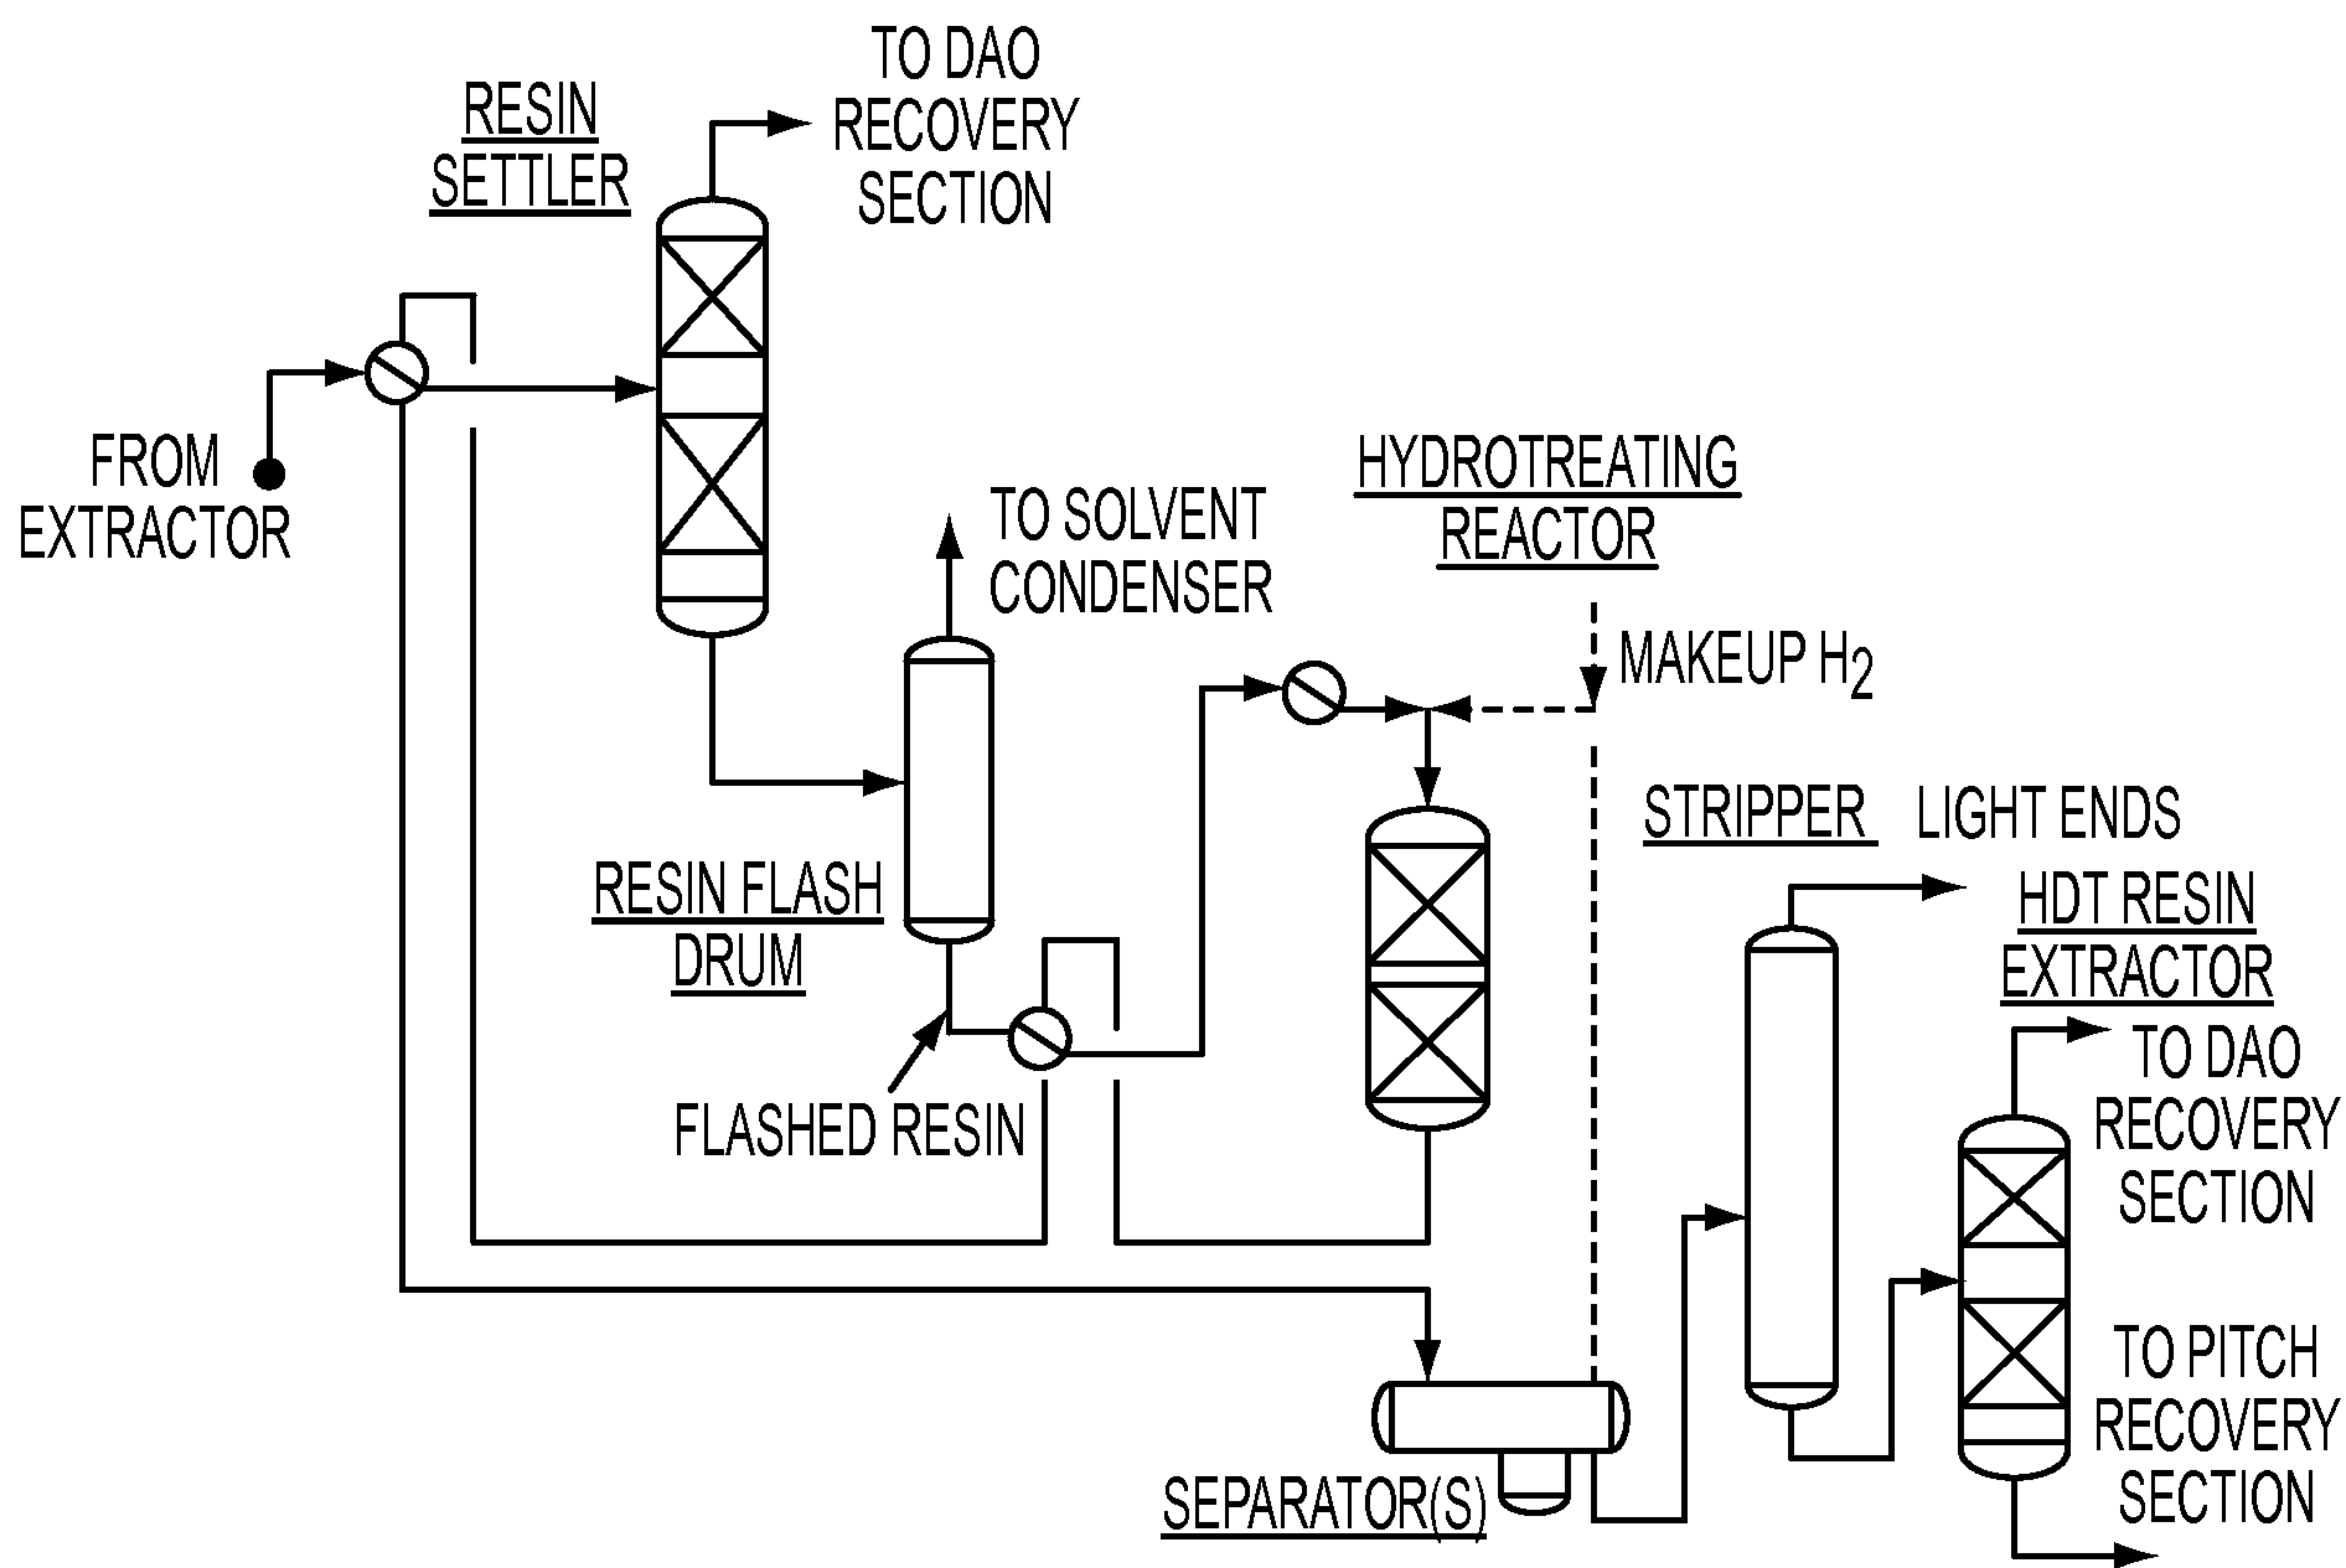 TO DAO
RECOVERY
SECTION
RESIN
SETTLER
FROM
EXTRACTOR
HYDROTREATING
REACTOR
TO SOLVENT
CONDENSER
MAKEUP H2
STRIPPER
LIGHT ENDS
RESIN FLASH
DRUM
HDT RESIN
EXTRACTOR
TO DAO
RECOVERY
SECTION
FLASHED RESIN
TO PITCH
RECOVERY
SECTION
SEPARATOR(S)